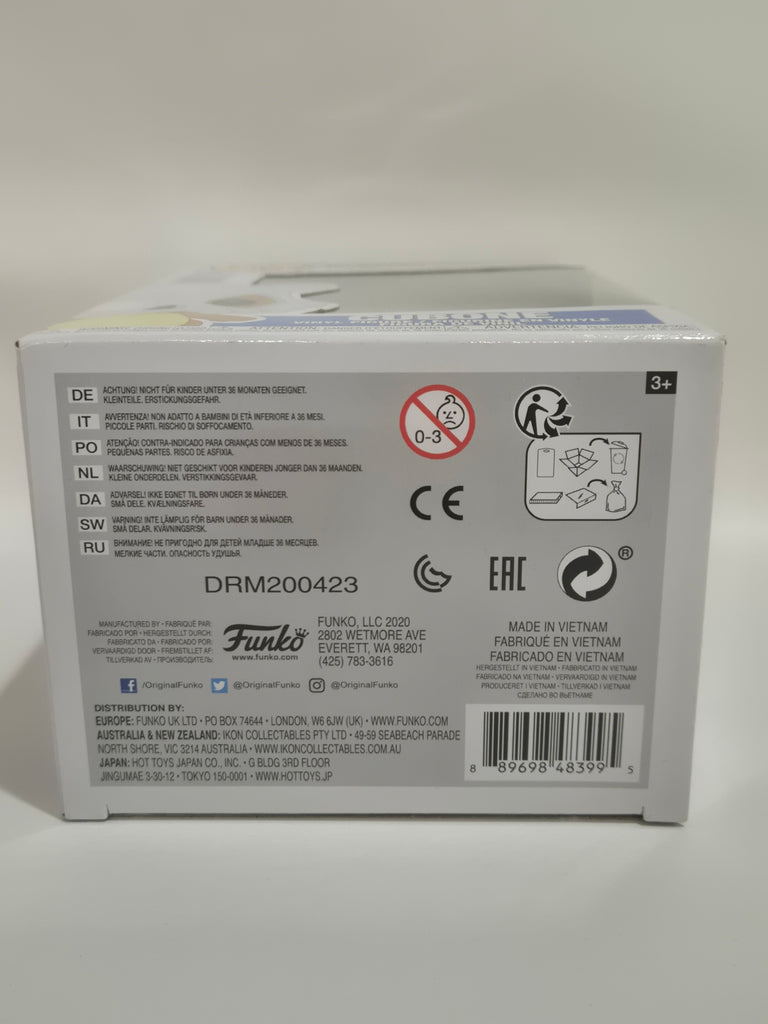 ATTENTION:
ADVERTENCIA:
3+
DE ACHTUNG! NICHT FÜR KINDER UNTER 36 MONATEN GEEIGNET.
KLEINTEILE. ERSTICKUNGSGEFAHR.
IT AVVERTENZA! NON ADATTO A BAMBINI DI ETÀ INFERIORE A 36 MESI.
PICCOLE PARTI. RISCHIO DI SOFFOCAMENTO.
PO ATENÇÃO! CONTRA-INDICADO PARA CRIANÇAS COM MENOS DE 36 MESES.
PEQUENAS PARTES. RISCO DE ASFIXIA.
NL WAARSCHUWING! NIET GESCHIKT VOOR KINDEREN JONGER DAN 36 MAANDEN.
KLEINE ONDERDELEN. VERSTIKKINGSGEVAAR.
DA ADVARSEL! IKKE EGNET TIL BØRN UNDER 36 MÅNEDER.
SMÅ DELE. KVÆLNINGSFARE.
SW VARNING! INTE LÄMPLIG FÖR BARN UNDER 36 MÅNADER.
SMÅ DELAR. KVÄVNINGSRISK.
RU ВНИМАНИЕ! НЕ ПРИГОДНО ДЛЯ ДЕТЕЙ МЛАДШЕ 36 МЕСЯЦЕВ.
МЕЛКИЕ ЧАСТИ. ОПАСНОСТЬ УДУШЬЯ.
0-3
CE
EAC
®
DRM200423
MANUFACTURED BY • FABRIQUÉ PAR:
FABRICADO POR • HERGESTELLT DURCH:
FABBRICATO DA • FABRICADO POR:
VERVAARDIGD DOOR • FREMSTILLET AF:
TILLVERKAD AV • ПРОИЗВОДИТЕЛЬ:
Funko
www.funko.com
FUNKO, LLC 2020
2802 WETMORE AVE
EVERETT, WA 98201
(425) 783-3616
MADE IN VIETNAM
FABRIQUÉ EN VIETNAM
FABRICADO EN VIETNAM
HERGESTELLT IN VIETNAM • FABBRICATO IN VIETNAM
FABRICADO NA VIETNAM • VERVAARDIGD IN VIETNAM
PRODUCERET I VIETNAM • TILLVERKAD I VIETNAM
СДЕЛАНО ВО ВЬЕТНАМЕ
/OriginalFunko @OriginalFunko @OriginalFunko
DISTRIBUTION BY:
EUROPE: FUNKO UK LTD • PO BOX 74644 • LONDON, W6 6JW (UK) • WWW.FUNKO.COM
AUSTRALIA & NEW ZEALAND: IKON COLLECTABLES PTY LTD • 49-59 SEABEACH PARADE
NORTH SHORE, VIC 3214 AUSTRALIA • WWW.IKONCOLLECTABLES.COM.AU
JAPAN: HOT TOYS JAPAN CO., INC. • G BLDG 3RD FLOOR
JINGUMAE 3-30-12 • TOKYO 150-0001 • WWW.HOTTOYS.JP
8 89698 48399 5